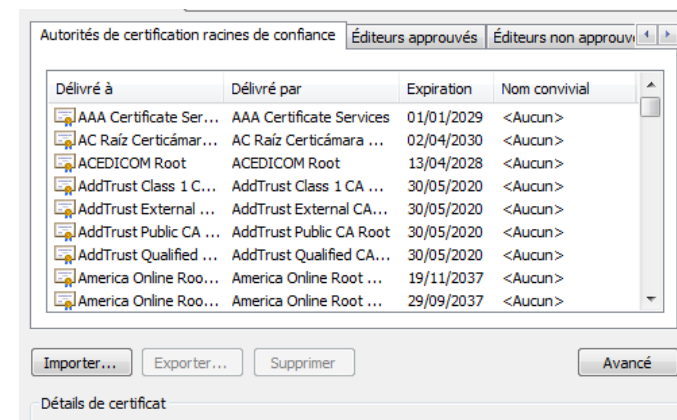 Autorités de certification racines de confiance Éditeurs approuvés Éditeurs non approuv
Délivré à Délivré par Expiration Nom convivial
AAA Certificate Ser... AAA Certificate Services 01/01/2029 <Aucun>
AC Raíz Certicámar... AC Raíz Certicámara ... 02/04/2030 <Aucun>
ACEDICOM Root ACEDICOM Root 13/04/2028 <Aucun>
AddTrust Class 1 C... AddTrust Class 1 CA ... 30/05/2020 <Aucun>
AddTrust External ... AddTrust External CA... 30/05/2020 <Aucun>
AddTrust Public CA ... AddTrust Public CA Root 30/05/2020 <Aucun>
AddTrust Qualified ... AddTrust Qualified CA... 30/05/2020 <Aucun>
America Online Roo... America Online Root ... 19/11/2037 <Aucun>
America Online Roo... America Online Root ... 29/09/2037 <Aucun>
Importer... Exporter... Supprimer Avancé
Détails de certificat